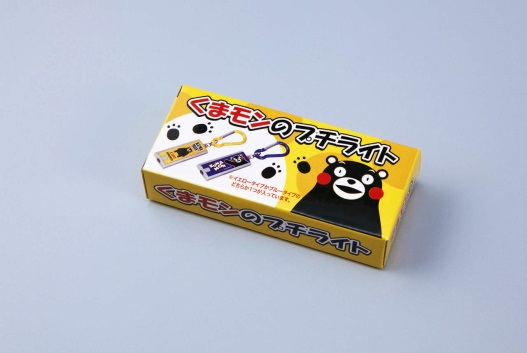 くまモンのプチライト
※イエロータイプかブルータイプの
どちらか1つが入っています。
くまモンのプチライト